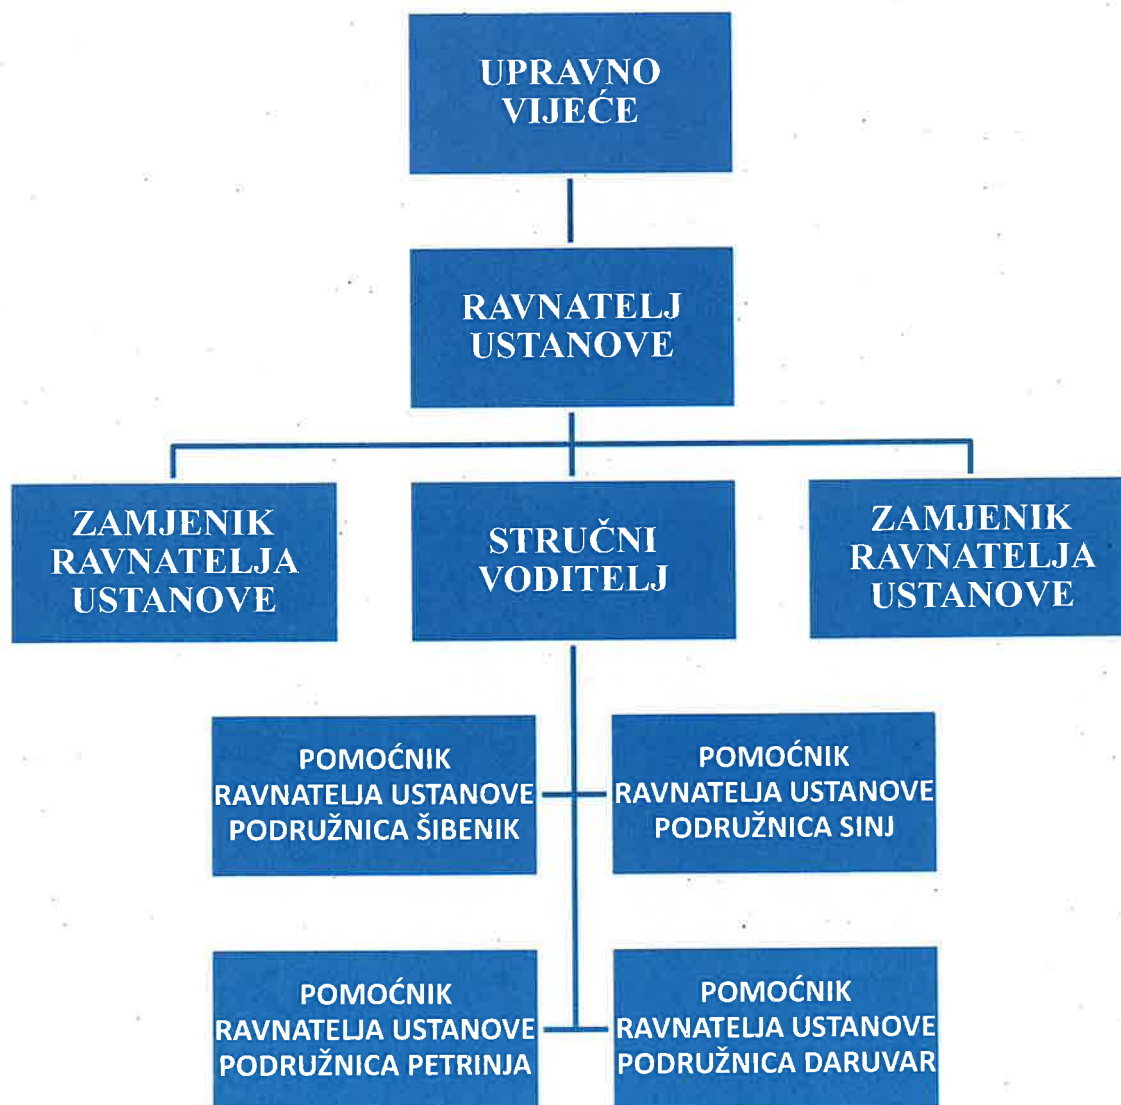 UPRAVNO
VIJEĆE
RAVNATELJ
USTANOVE
ZAMJENIK
RAVNATELJA
USTANOVE
STRUČNI
VODITELJ
ZAMJENIK
RAVNATELJA
USTANOVE
POMOĆNIK
RAVNATELJA USTANOVE
PODRUŽNICA ŠIBENIK
POMOĆNIK
RAVNATELJA USTANOVE
PODRUŽNICA SINJ
POMOĆNIK
RAVNATELJA USTANOVE
PODRUŽNICA PETRINJA
POMOĆNIK
RAVNATELJA USTANOVE
PODRUŽNICA DARUVAR